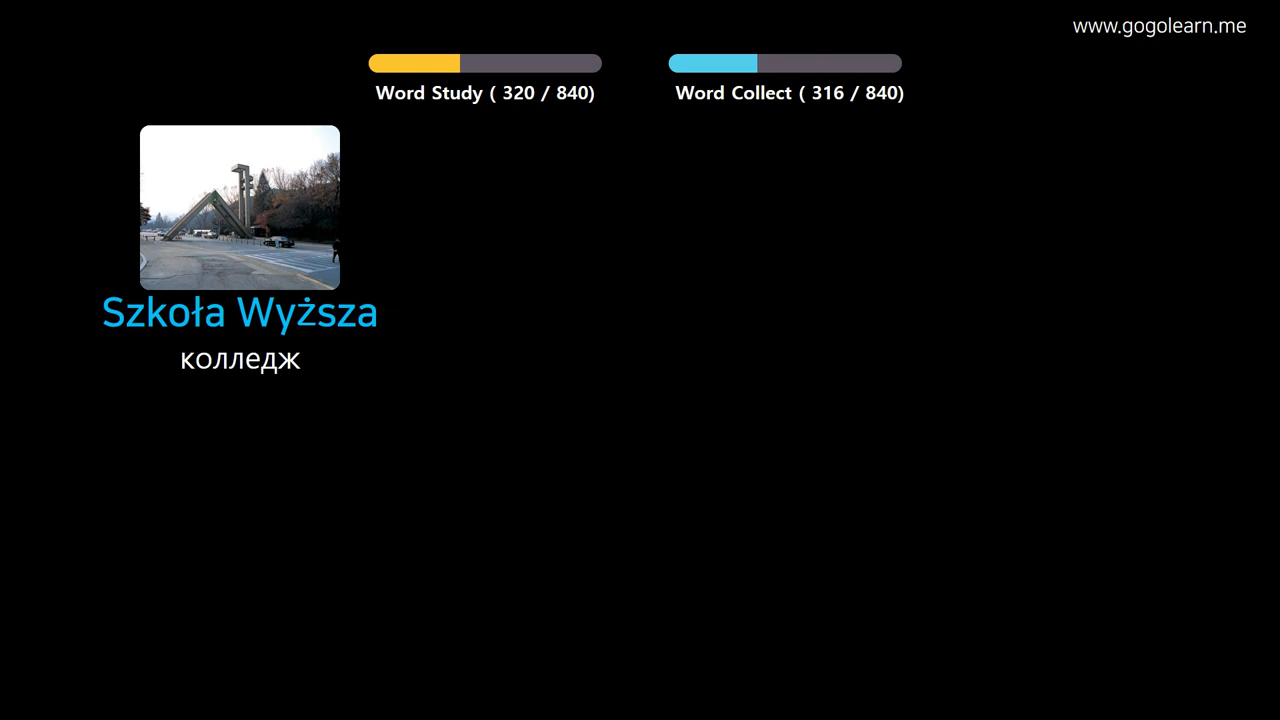 www.gogolearn.me
Word Study ( 320 / 840)
Word Collect ( 316 / 840)
Szkoła Wyższa
колледж